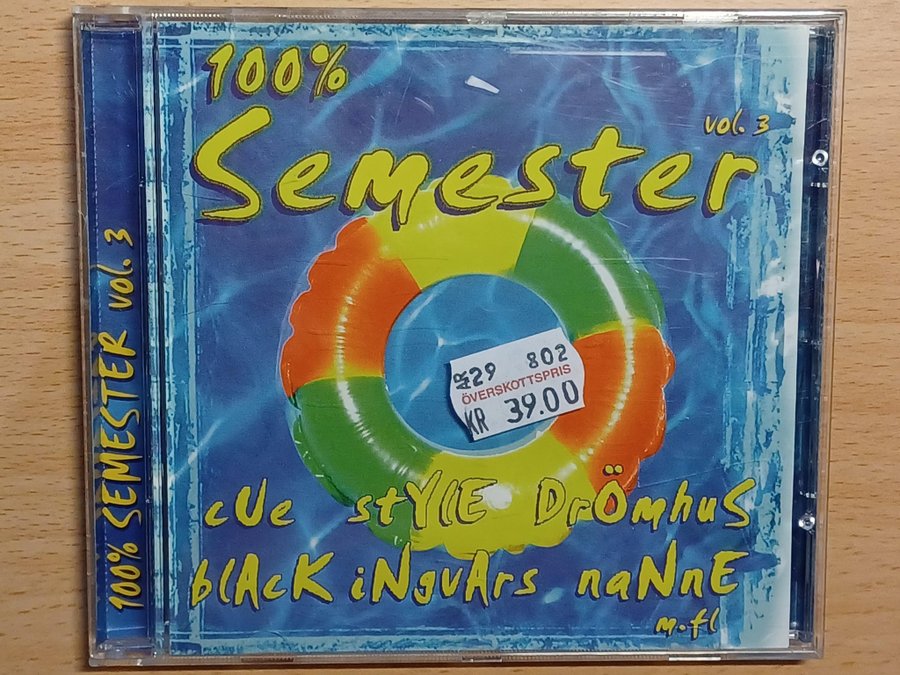 100%
Semester
vol. 3
100% SEMESTER vol. 3
29 802
ÖVERSKOTTSPRIS
KR 39.00
cUe stYlE DrÖmhuS
blAcK iNgvArs naNnE
m.fl